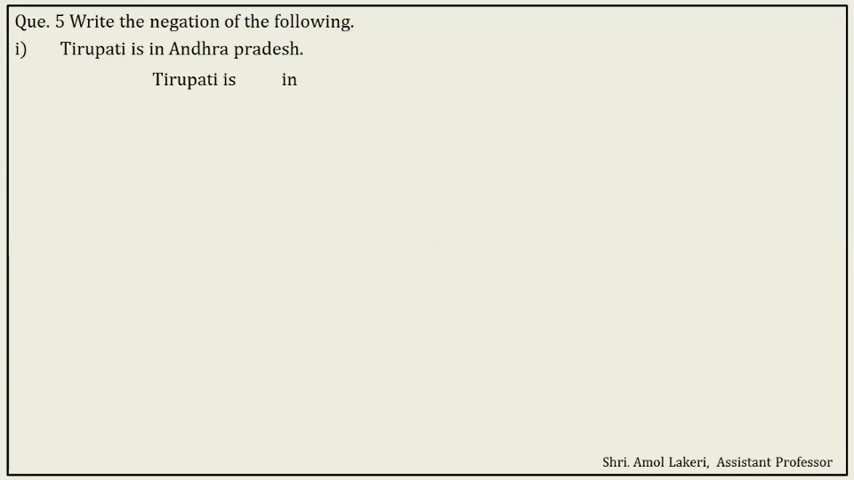 Que. 5 Write the negation of the following.
i) Tirupati is in Andhra pradesh.
Tirupati is in
Shri. Amol Lakeri, Assistant Professor